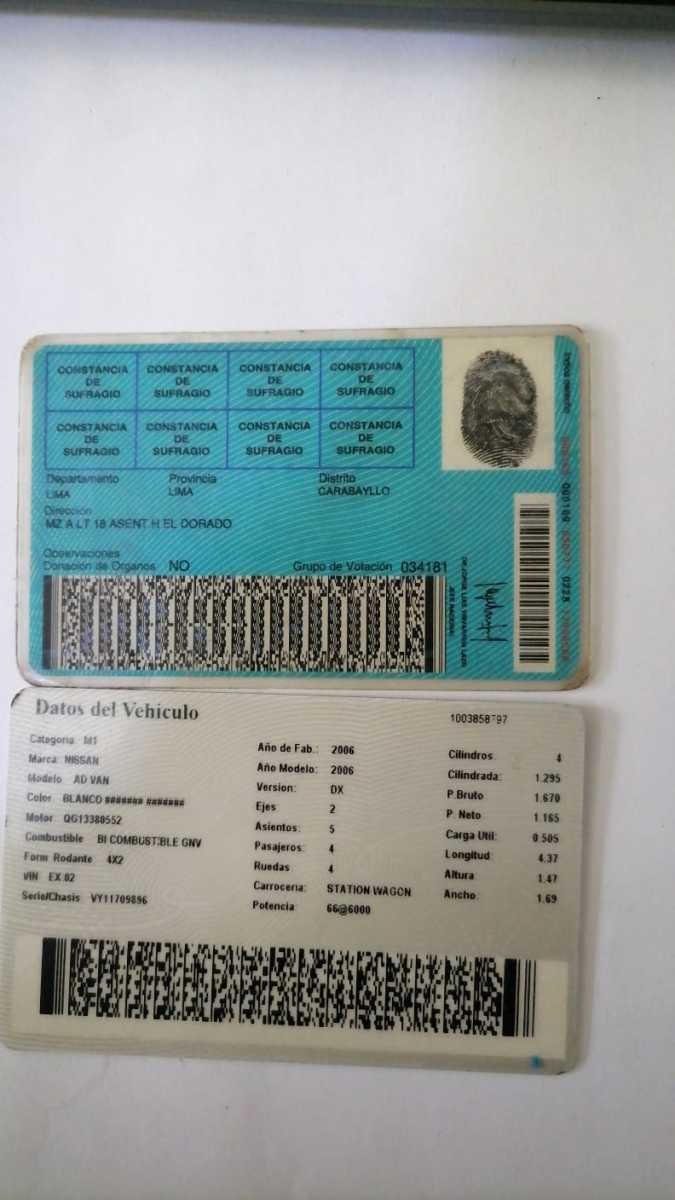 CONSTANCIA DE SUFRAGIO CONSTANCIA DE SUFRAGIO CONSTANCIA DE SUFRAGIO CONSTANCIA DE SUFRAGIO
CONSTANCIA DE SUFRAGIO CONSTANCIA DE SUFRAGIO CONSTANCIA DE SUFRAGIO CONSTANCIA DE SUFRAGIO
Departamento Provincia Distrito
LIMA LIMA CARABAYLLO
Dirección
MZ A LT 18 ASENT.H EL DORADO
Observaciones
Donación de Organos NO Grupo de Votación 034181
Indice derecho
JEFE NACIONAL
Datos del Vehículo
1003858797
Categoria M1
Marca: NISSAN
Modelo AD VAN
Color BLANCO ####### #######
Motor QG13380552
Combustible BI COMBUSTIBLE GNV
Form Rodante 4X2
VIN EX 02
Serie/Chasis VY11709896
Año de Fab.: 2006
Año Modelo: 2006
Version: DX
Ejes 2
Asientos: 5
Pasajeros: 4
Ruedas 4
Carroceria: STATION WAGON
Potencia: 66@6000
Cilindros 4
Cilindrada: 1.295
P.Bruto 1.670
P. Neto 1.165
Carga Util: 0.505
Longitud 4.37
Altura 1.47
Ancho: 1.69